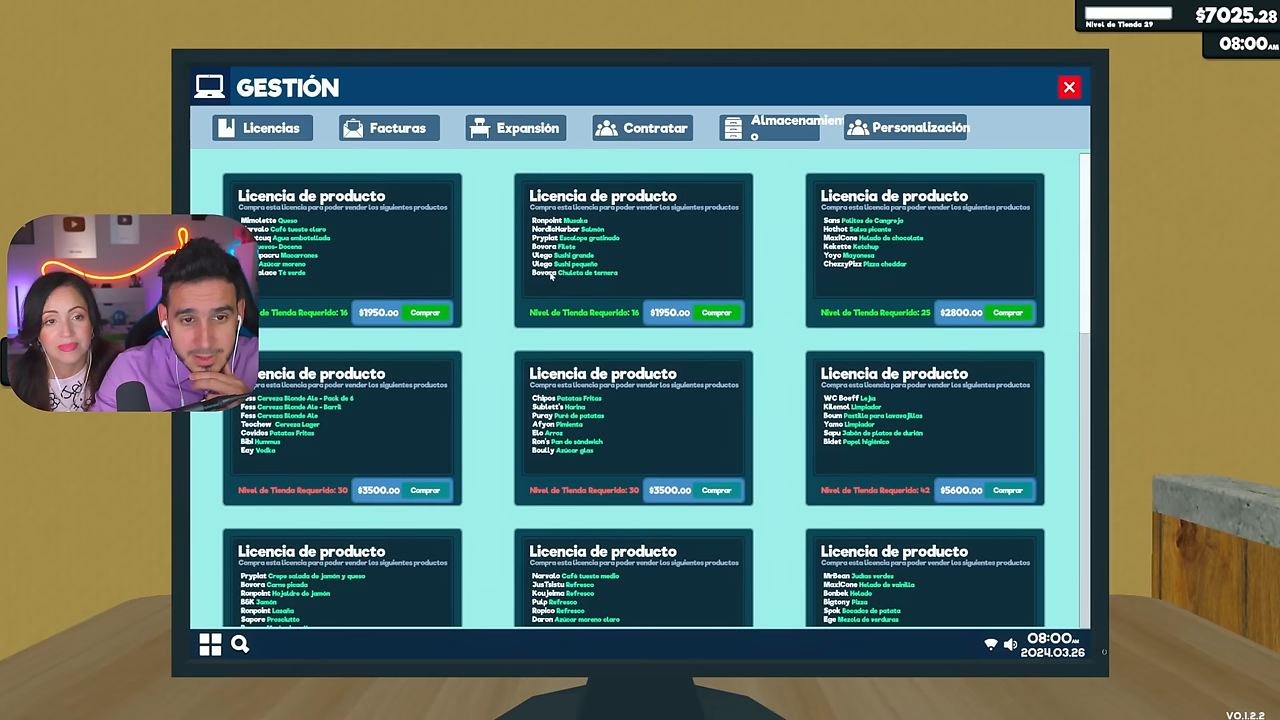 $7025.28
Nivel de Tienda 29
08:00AM
GESTIÓN
Licencias
Facturas
Expansión
Contratar
Almacenamien
o
Personalización
Licencia de producto
Compra esta licencia para poder vender los siguientes productos
Mimolette Queso
Café tueste claro
Agua embotellada
- Docena
Macarrones
Azúcar moreno
Té verde
de Tienda Requerido: 16
$1950.00
Comprar
Licencia de producto
Compra esta licencia para poder vender los siguientes productos
Ronpoint Musaka
NordicHarbor Salmón
Prypiat Escalope gratinado
Bovora Filete
Ulego Sushi grande
Ulego Sushi pequeño
Bovora Chuleta de ternera
Nivel de Tienda Requerido: 16
$1950.00
Comprar
Licencia de producto
Compra esta licencia para poder vender los siguientes productos
Sans Palitos de Cangrejo
Hothot Salsa picante
MaxiCone Helado de chocolate
Kekette Ketchup
Yoyo Mayonesa
ChezzyPizz Pizza cheddar
Nivel de Tienda Requerido: 25
$2800.00
Comprar
de producto
Compra esta licencia para poder vender los siguientes productos
Cerveza Blonde Ale - Pack de 6
Fess Cerveza Blonde Ale - Barril
Fess Cerveza Blonde Ale
Teochew Cerveza Lager
Covidos Patatas Fritas
Bibi Hummus
Eay Vodka
Nivel de Tienda Requerido: 30
$3500.00
Comprar
Licencia de producto
Compra esta licencia para poder vender los siguientes productos
Chipos Patatas Fritas
Sublett's Harina
Puray Puré de patatas
Afyon Pimienta
Elo Arroz
Ron's Pan de sándwich
Boully Azúcar glas
Nivel de Tienda Requerido: 30
$3500.00
Comprar
Licencia de producto
Compra esta licencia para poder vender los siguientes productos
WC Boeff Lejía
Kilemol Limpiador
Boum Pastilla para lavavajillas
Yamo Limpiador
Sapu Jabón de platos de durián
Bidet Papel higiénico
Nivel de Tienda Requerido: 42
$5600.00
Comprar
Licencia de producto
Compra esta licencia para poder vender los siguientes productos
Prypiat Crepe salada de jamón y queso
Bovora Carne picada
Ronpoint Hojaldre de jamón
B&K Jamón
Ronpoint Lasaña
Sapore Prosciutto
Licencia de producto
Compra esta licencia para poder vender los siguientes productos
Narvalo Café tueste medio
JusTsistu Refresco
Koujeima Refresco
Pulp Refresco
Ropico Refresco
Daron Azúcar moreno claro
Licencia de producto
Compra esta licencia para poder vender los siguientes productos
MrBean Judías verdes
MaxiCone Helado de vainilla
Bonbek Helado
Bigtony Pizza
Spok Bocados de patata
Ege Mezcla de verduras
08:00AM
2024.03.26
V0.1.2.2